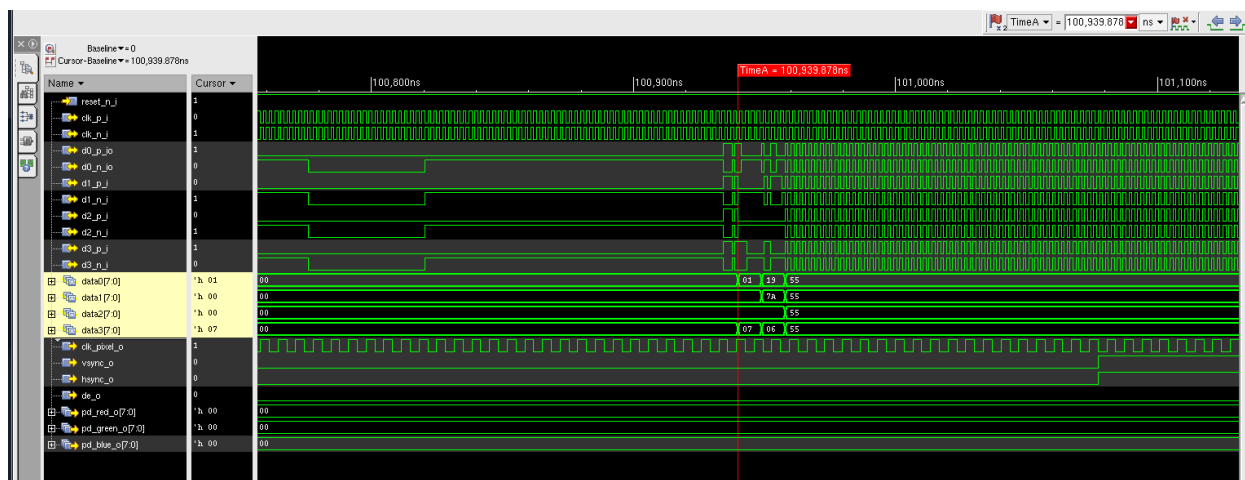 TimeA = 100,939.878 ns
x2
Baseline = 0
Cursor-Baseline = 100,939.878ns
TimeA = 100,939.878ns
Name Cursor 100,800ns 100,900ns 101,000ns 101,100ns
reset_n_i 1
clk_p_i 0
clk_n_i 1
d0_p_io 1
d0_n_io 0
d1_p_i 0
d1_n_i 1
d2_p_i 0
d2_n_i 1
d3_p_i 1
d3_n_i 0
data0[7:0] 'h 01 00 01 19 55
data1[7:0] 'h 00 00 7A 55
data2[7:0] 'h 00 00 55
data3[7:0] 'h 07 00 07 06 55
clk_pixel_o 1
vsync_o 0
hsync_o 0
de_o 0
pd_red_o[7:0] 'h 00 00
pd_green_o[7:0] 'h 00 00
pd_blue_o[7:0] 'h 00 00